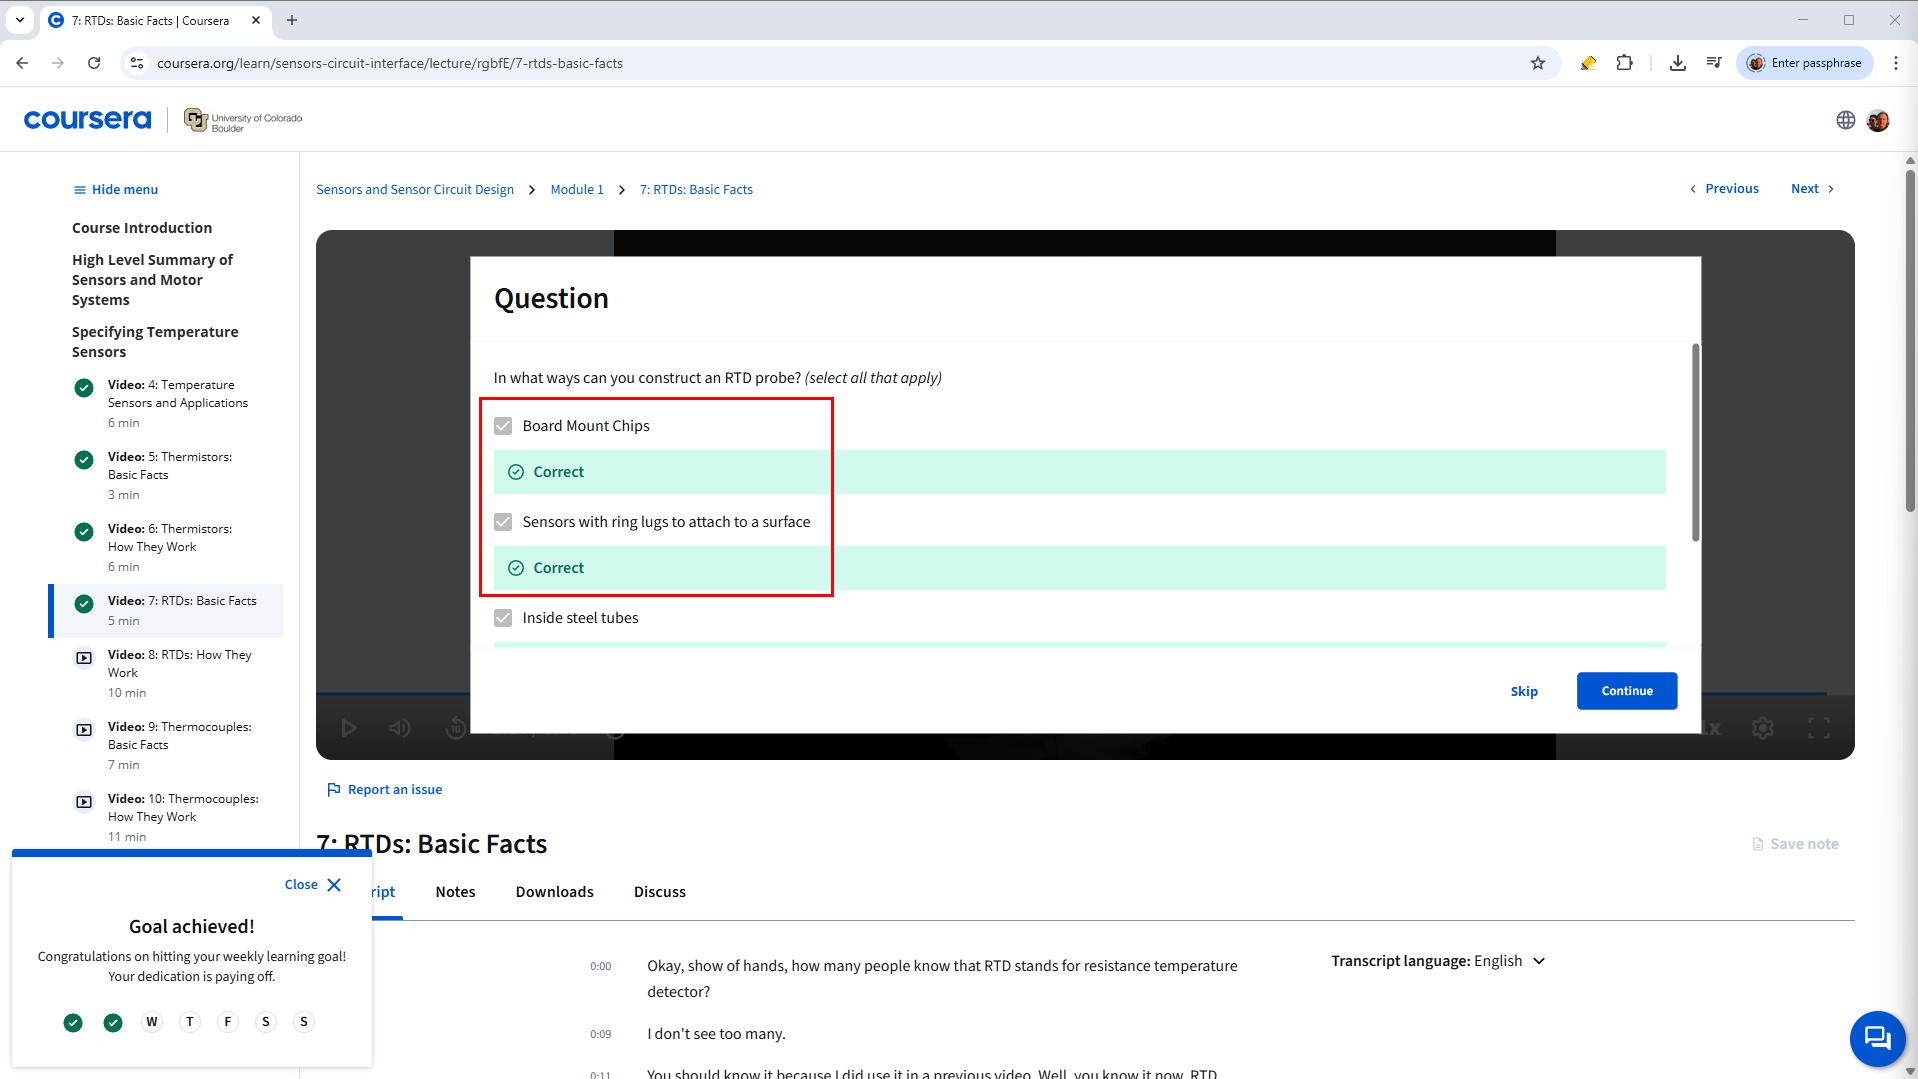 7: RTDs: Basic Facts | Coursera
coursera.org/learn/sensors-circuit-interface/lecture/rgbfE/7-rtds-basic-facts
Enter passphrase
coursera
University of Colorado
Boulder
Hide menu
Sensors and Sensor Circuit Design
Module 1
7: RTDs: Basic Facts
Previous
Next
Course Introduction
High Level Summary of
Sensors and Motor
Systems
Specifying Temperature
Sensors
Video: 4: Temperature
Sensors and Applications
6 min
Video: 5: Thermistors:
Basic Facts
3 min
Video: 6: Thermistors:
How They Work
6 min
Video: 7: RTDs: Basic Facts
5 min
Video: 8: RTDs: How They
Work
10 min
Video: 9: Thermocouples:
Basic Facts
7 min
Video: 10: Thermocouples:
How They Work
11 min
Question
In what ways can you construct an RTD probe? (select all that apply)
Board Mount Chips
Correct
Sensors with ring lugs to attach to a surface
Correct
Inside steel tubes
Skip
Continue
10
1x
Report an issue
7: RTDs: Basic Facts
Save note
ript
Notes
Downloads
Discuss
Close
Goal achieved!
Congratulations on hitting your weekly learning goal!
Your dedication is paying off.
W T F S S
0:00
Okay, show of hands, how many people know that RTD stands for resistance temperature
detector?
0:09
I don't see too many.
0:11
You should know it because I did use it in a previous video. Well, you know it now. RTD
Transcript language: English